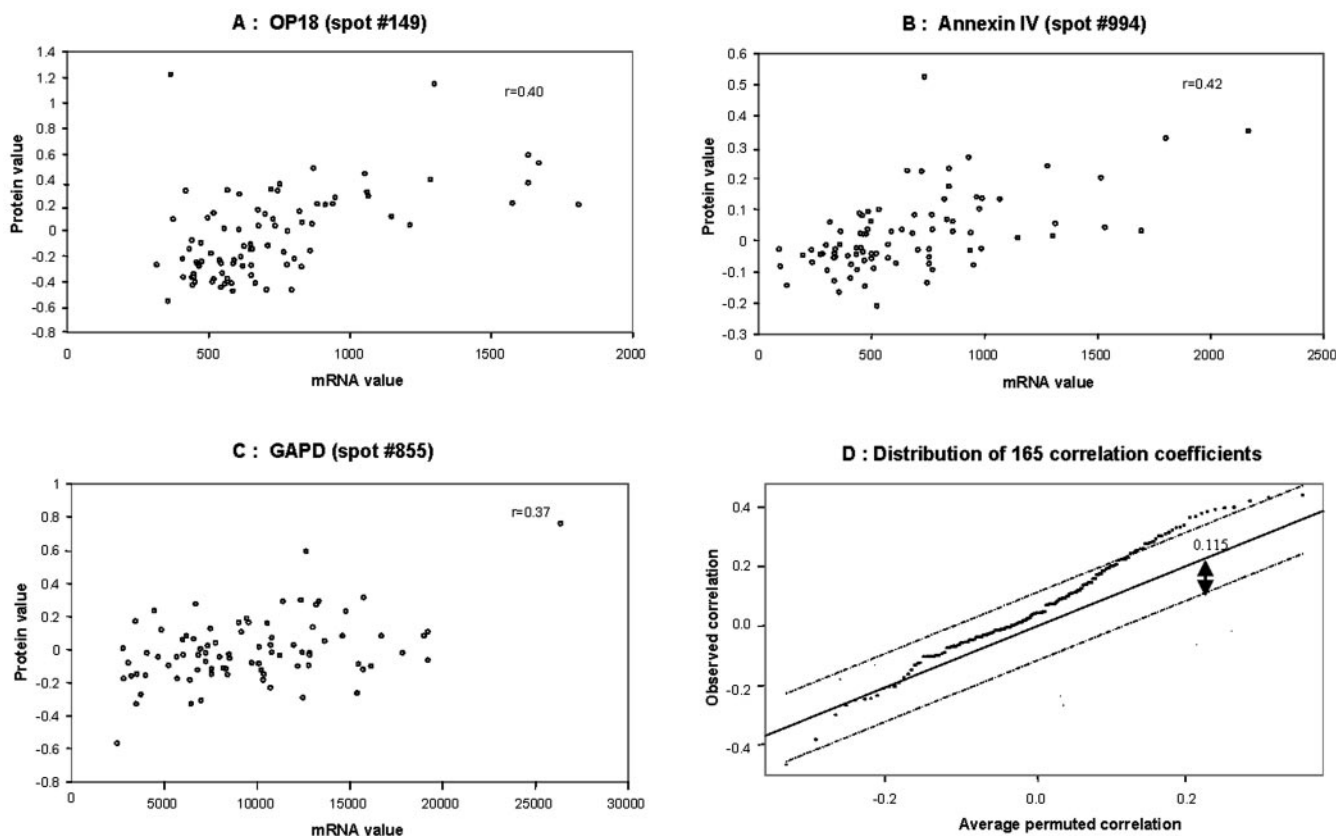 A : OP18 (spot #149)
1.4
1.2
1
0.8
0.6
0.4
0.2
0
-0.2
-0.4
-0.6
-0.8
Protein value
r=0.40
0 500 1000 1500 2000
mRNA value
B : Annexin IV (spot #994)
0.6
0.5
0.4
0.3
0.2
0.1
0
-0.1
-0.2
-0.3
Protein value
r=0.42
0 500 1000 1500 2000 2500
mRNA value
C : GAPD (spot #855)
1
0.8
0.6
0.4
0.2
0
-0.2
-0.4
-0.6
-0.8
Protein value
r=0.37
0 5000 10000 15000 20000 25000 30000
mRNA value
D : Distribution of 165 correlation coefficients
0.4
0.2
0.0
-0.2
-0.4
Observed correlation
0.115
-0.2 0.0 0.2
Average permuted correlation